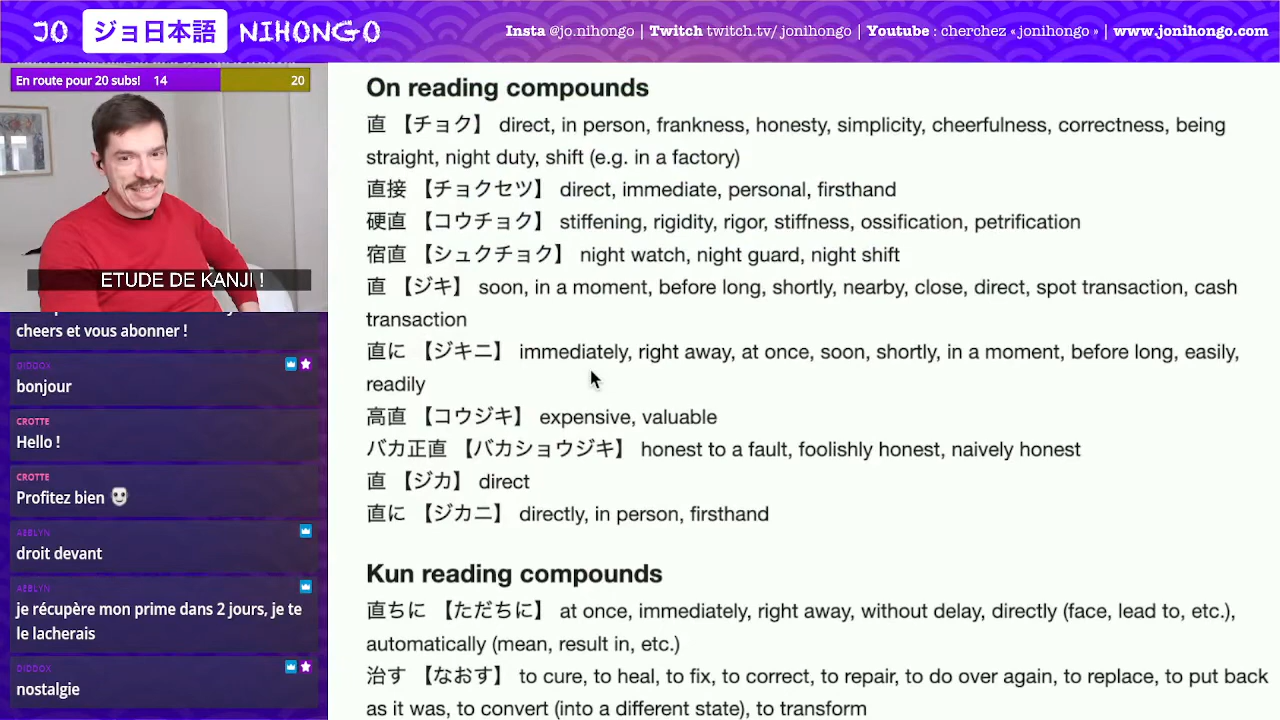 JO ジョ日本語 NIHONGO
Insta @jo.nihongo | Twitch twitch.tv/jonihongo | Youtube : cherchez « jonihongo » | www.jonihongo.com
En route pour 20 subs! 14 20
ETUDE DE KANJI !
cheers et vous abonner !
DIDDOX
bonjour
CROTTE
Hello !
CROTTE
Profitez bien
AEBLYN
droit devant
AEBLYN
je récupère mon prime dans 2 jours, je te
le lacherais
DIDDOX
nostalgie
On reading compounds
直 【チョク】 direct, in person, frankness, honesty, simplicity, cheerfulness, correctness, being
straight, night duty, shift (e.g. in a factory)
直接 【チョクセツ】 direct, immediate, personal, firsthand
硬直 【コウチョク】 stiffening, rigidity, rigor, stiffness, ossification, petrification
宿直 【シュクチョク】 night watch, night guard, night shift
直 【ジキ】 soon, in a moment, before long, shortly, nearby, close, direct, spot transaction, cash
transaction
直に 【ジキニ】 immediately, right away, at once, soon, shortly, in a moment, before long, easily,
readily
高直 【コウジキ】 expensive, valuable
バカ正直 【バカショウジキ】 honest to a fault, foolishly honest, naively honest
直 【ジカ】 direct
直に 【ジカニ】 directly, in person, firsthand
Kun reading compounds
直ちに 【ただちに】 at once, immediately, right away, without delay, directly (face, lead to, etc.),
automatically (mean, result in, etc.)
治す 【なおす】 to cure, to heal, to fix, to correct, to repair, to do over again, to replace, to put back
as it was, to convert (into a different state), to transform